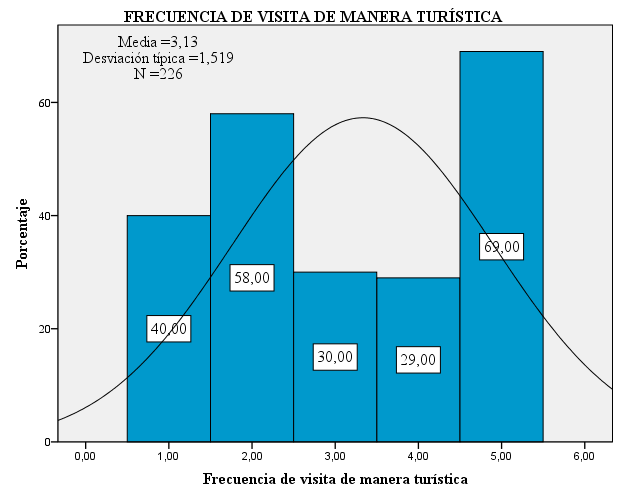 FRECUENCIA DE VISITA DE MANERA TURÍSTICA
Media =3,13
Desviación típica =1,519
N =226
Porcentaje
60
40
20
0
40,00
58,00
30,00
29,00
69,00
0,00 1,00 2,00 3,00 4,00 5,00 6,00
Frecuencia de visita de manera turística